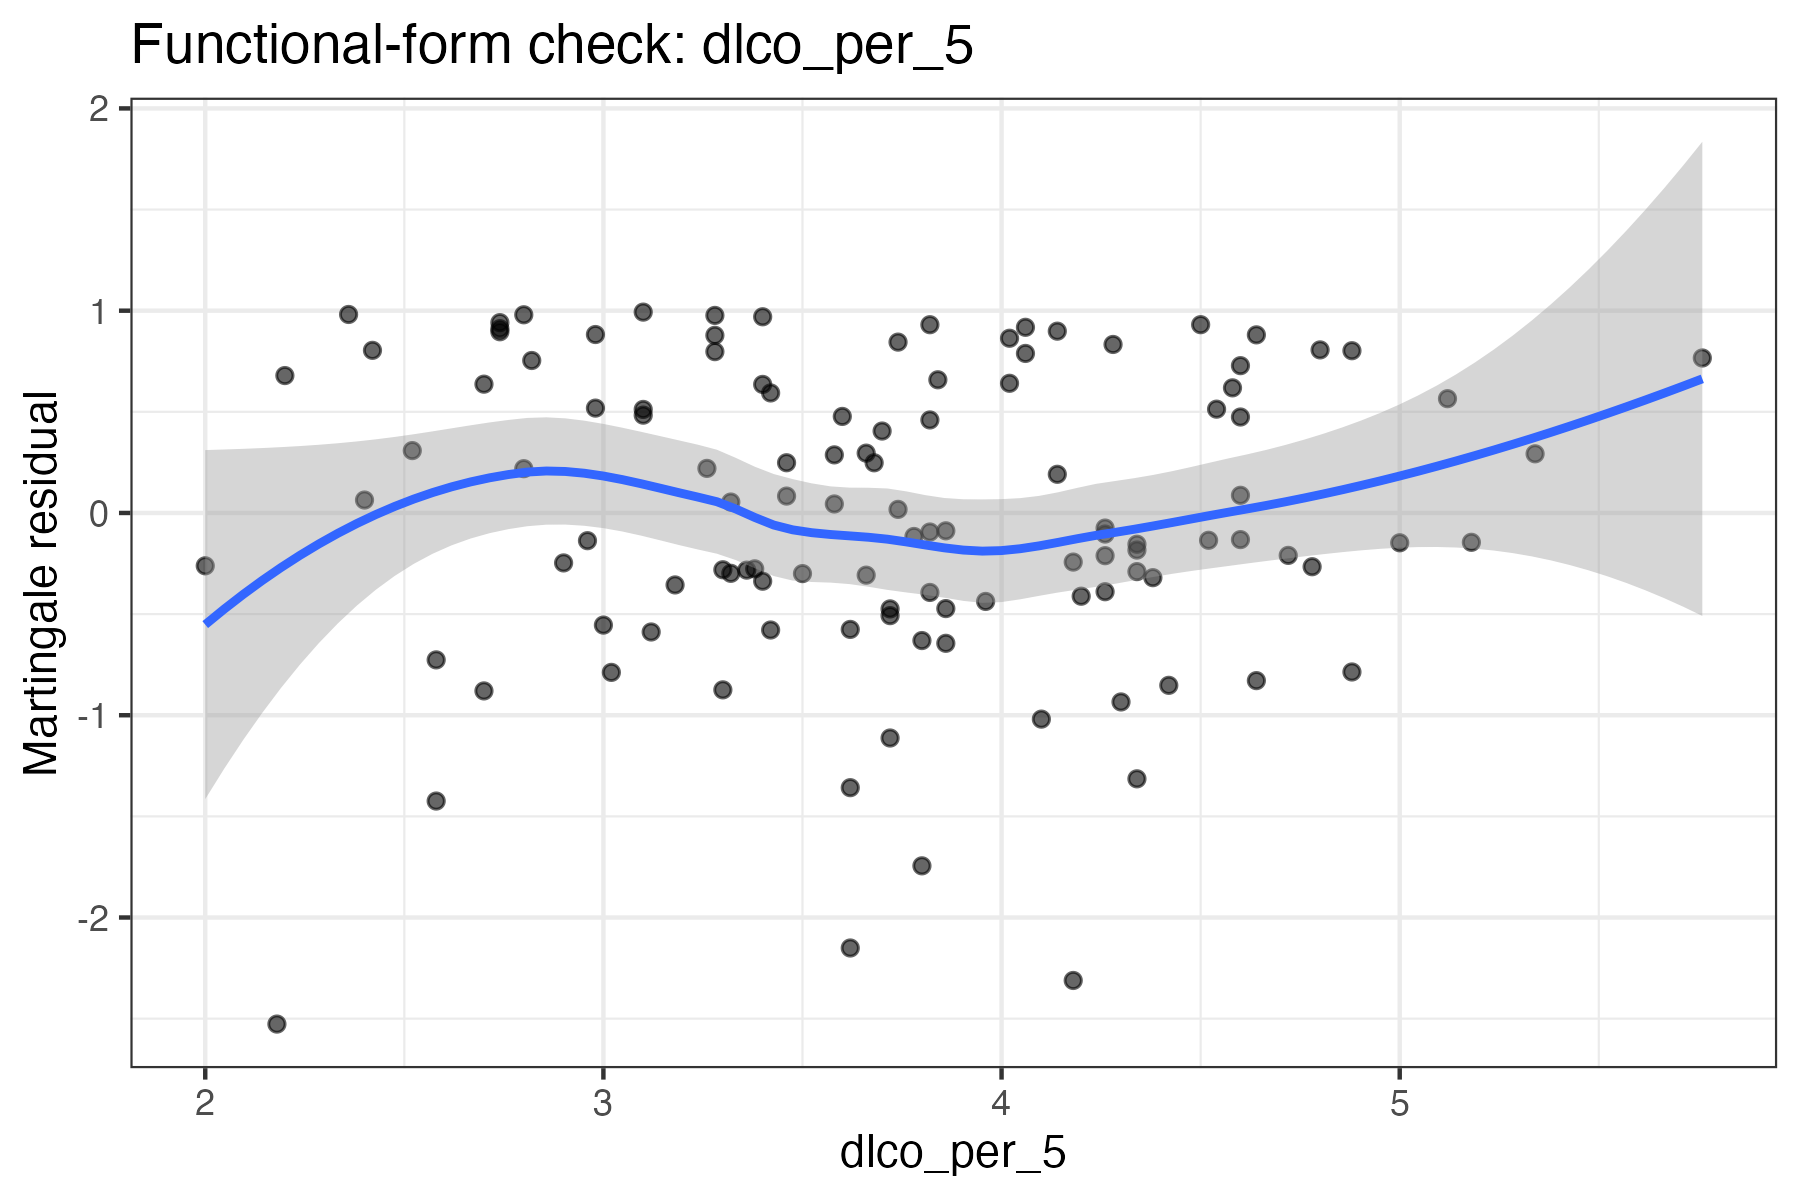 Functional-form check: dlco_per_5
2
1
0
-1
-2
Martingale residual
2 3 4 5
dlco_per_5